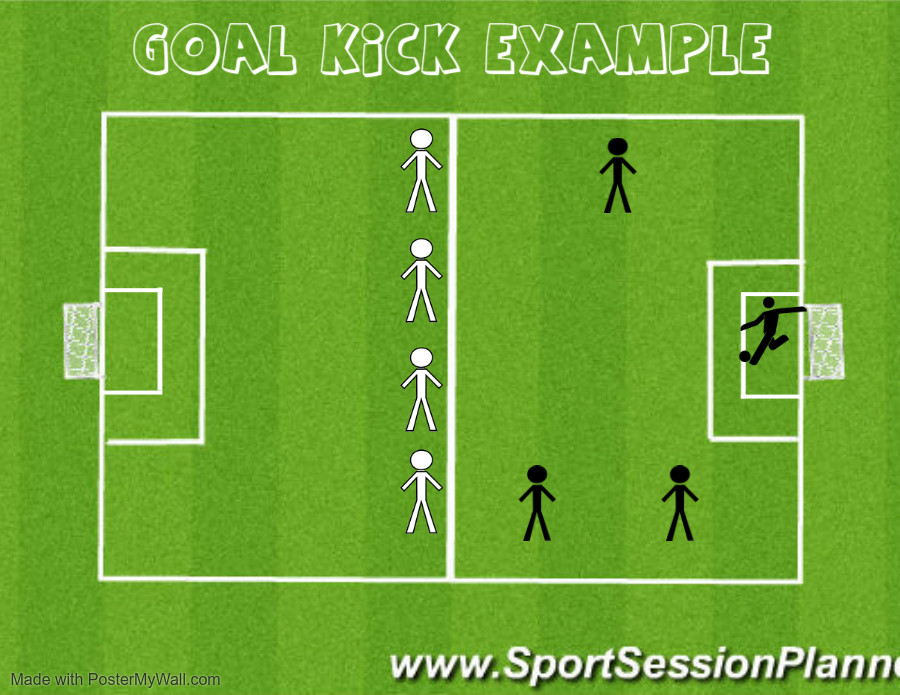 GOAL KiCK EXAMPLE
www.SportSessionPlanne
Made with PosterMyWall.com